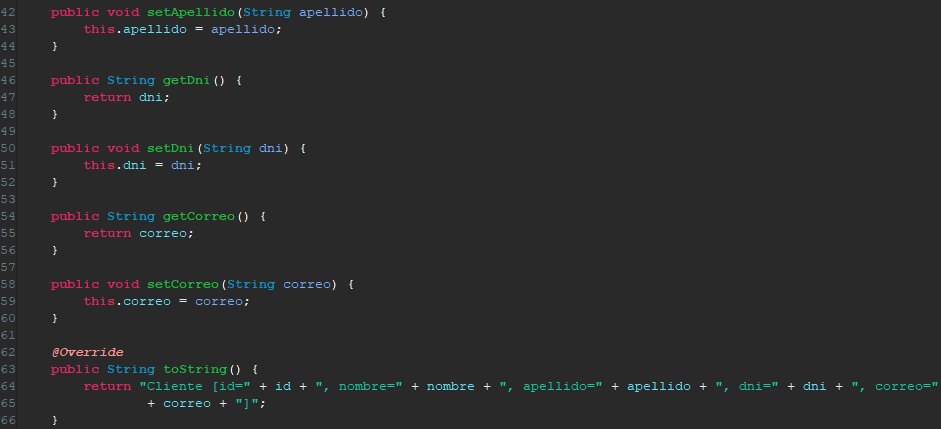 42    public void setApellido(String apellido) {
43        this.apellido = apellido;
44    }
45
46    public String getDni() {
47        return dni;
48    }
49
50    public void setDni(String dni) {
51        this.dni = dni;
52    }
53
54    public String getCorreo() {
55        return correo;
56    }
57
58    public void setCorreo(String correo) {
59        this.correo = correo;
60    }
61
62    @Override
63    public String toString() {
64        return "Cliente [id=" + id + ", nombre=" + nombre + ", apellido=" + apellido + ", dni=" + dni + ", correo="
65                + correo + "]";
66    }